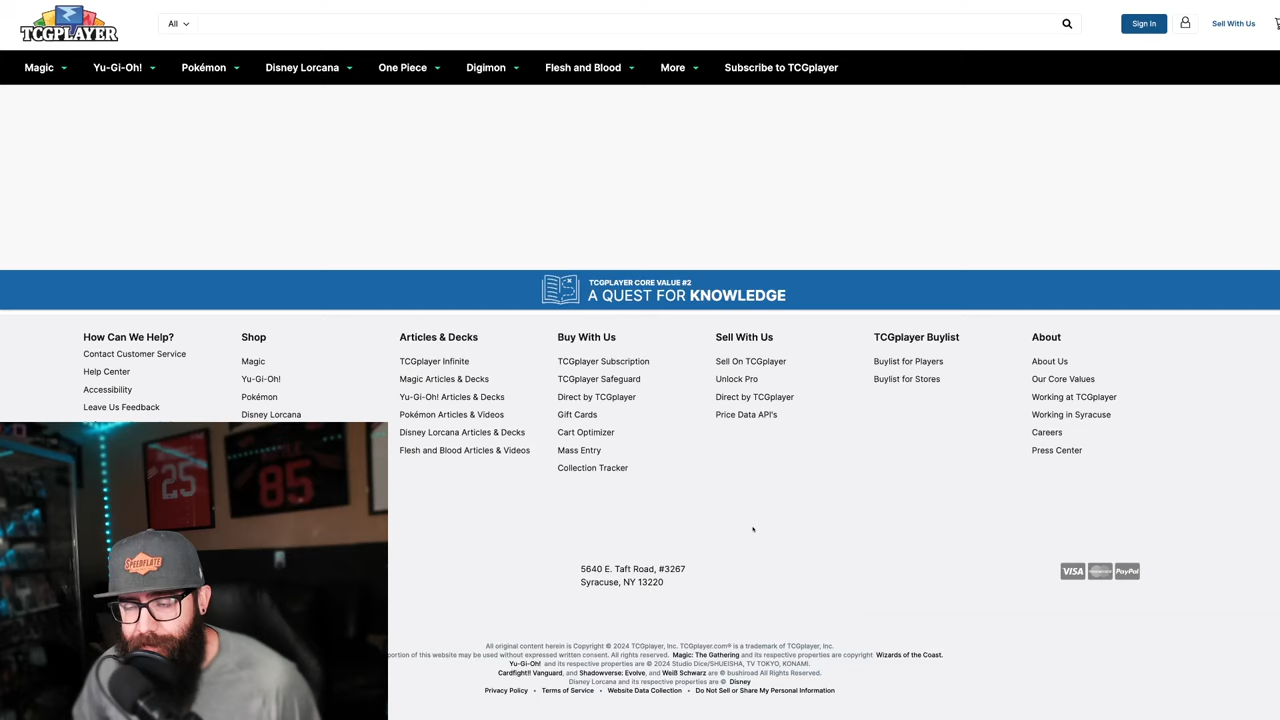 TCGPLAYER
All
Sign In
Sell With Us
Magic
Yu-Gi-Oh!
Pokémon
Disney Lorcana
One Piece
Digimon
Flesh and Blood
More
Subscribe to TCGplayer
TCGPLAYER CORE VALUE #2
A QUEST FOR KNOWLEDGE
How Can We Help?
Contact Customer Service
Help Center
Accessibility
Leave Us Feedback
Shop
Magic
Yu-Gi-Oh!
Pokémon
Disney Lorcana
Articles & Decks
TCGplayer Infinite
Magic Articles & Decks
Yu-Gi-Oh! Articles & Decks
Pokémon Articles & Videos
Disney Lorcana Articles & Decks
Flesh and Blood Articles & Videos
Buy With Us
TCGplayer Subscription
TCGplayer Safeguard
Direct by TCGplayer
Gift Cards
Cart Optimizer
Mass Entry
Collection Tracker
Sell With Us
Sell On TCGplayer
Unlock Pro
Direct by TCGplayer
Price Data API's
TCGplayer Buylist
Buylist for Players
Buylist for Stores
About
About Us
Our Core Values
Working at TCGplayer
Working in Syracuse
Careers
Press Center
25
85
SPEEDFLATE
5640 E. Taft Road, #3267
Syracuse, NY 13220
VISA
PayPal
All original content herein is Copyright © 2024 TCGplayer, Inc. TCGplayer.com® is a trademark of TCGplayer, Inc.
portion of this website may be used without expressed written consent. All rights reserved. Magic: The Gathering and its respective properties are copyright Wizards of the Coast.
Yu-Gi-Oh! and its respective properties are © 2024 Studio Dice/SHUEISHA, TV TOKYO, KONAMI.
Cardfight!! Vanguard, and Shadowverse: Evolve, and Weiß Schwarz are © bushiroad All Rights Reserved.
Disney Lorcana and its respective properties are © Disney
Privacy Policy • Terms of Service • Website Data Collection • Do Not Sell or Share My Personal Information